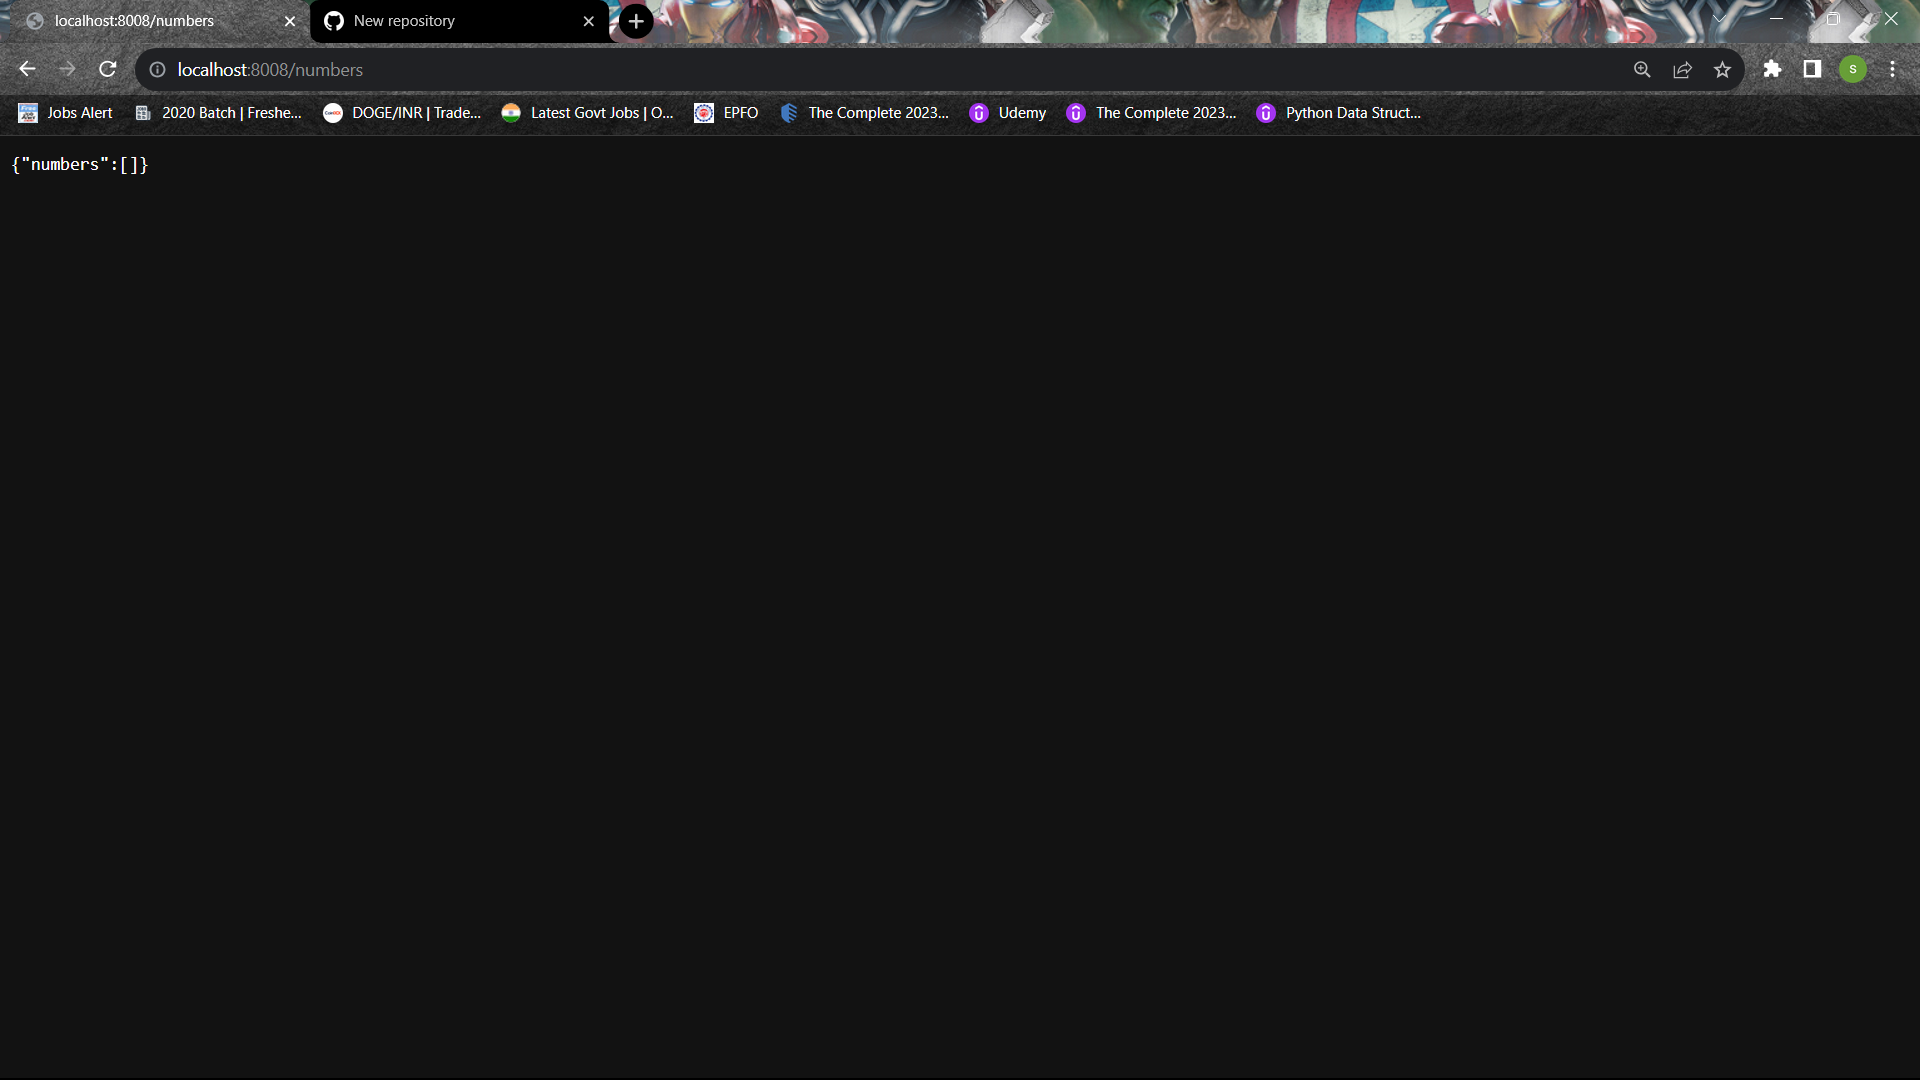 localhost:8008/numbers
New repository
localhost:8008/numbers
S
Jobs Alert
2020 Batch | Freshe...
DOGE/INR | Trade...
Latest Govt Jobs | O...
EPFO
The Complete 2023...
Udemy
The Complete 2023...
Python Data Struct...
{"numbers":[]}